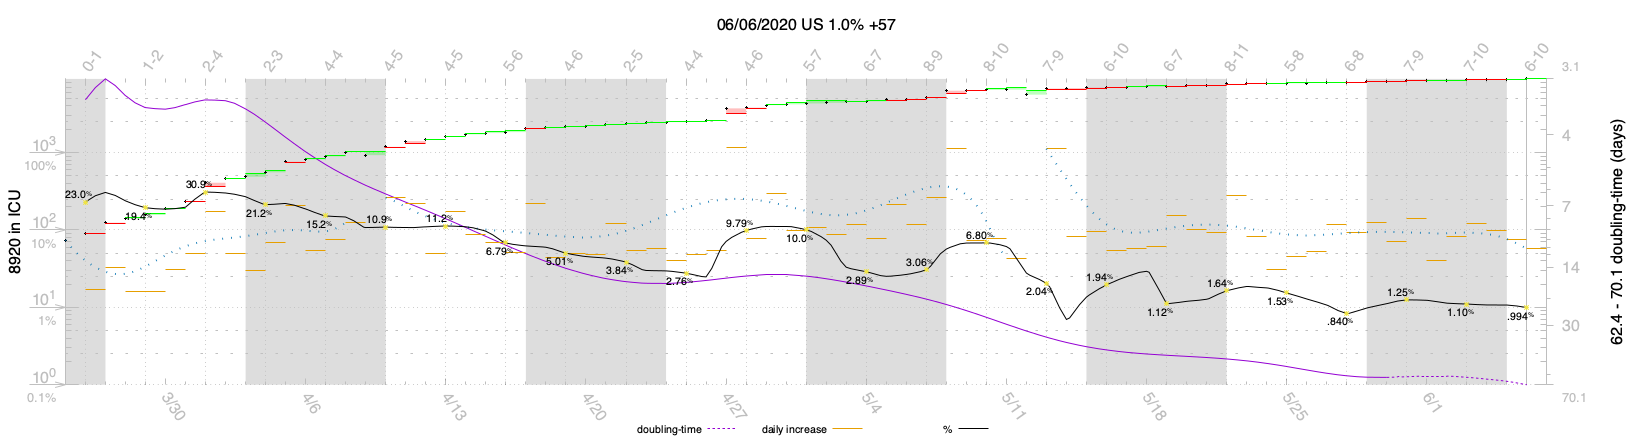 06/06/2020 US 1.0% +57
0-1 1-2 2-4 2-3 4-4 4-5 4-5 5-6 4-6 2-5 4-4 4-6 5-7 6-7 8-9 8-10 7-9 6-10 6-7 8-11 5-8 6-8 7-9 7-10 6-10
8920 in ICU
10³
100%
10²
10%
10¹
1%
10⁰
0.1%
23.0% 19.4% 30.9% 21.2% 15.2% 10.9% 11.2% 6.79% 5.01% 3.84% 2.76% 9.79% 10.0% 2.89% 3.06% 6.80% 2.04% 1.94% 1.12% 1.64% 1.53% .840% 1.25% 1.10% .994%
3.1
4
7
14
30
70.1
62.4 - 70.1 doubling-time (days)
3/30 4/6 4/13 4/20 4/27 5/4 5/11 5/18 5/25 6/1
doubling-time daily increase %